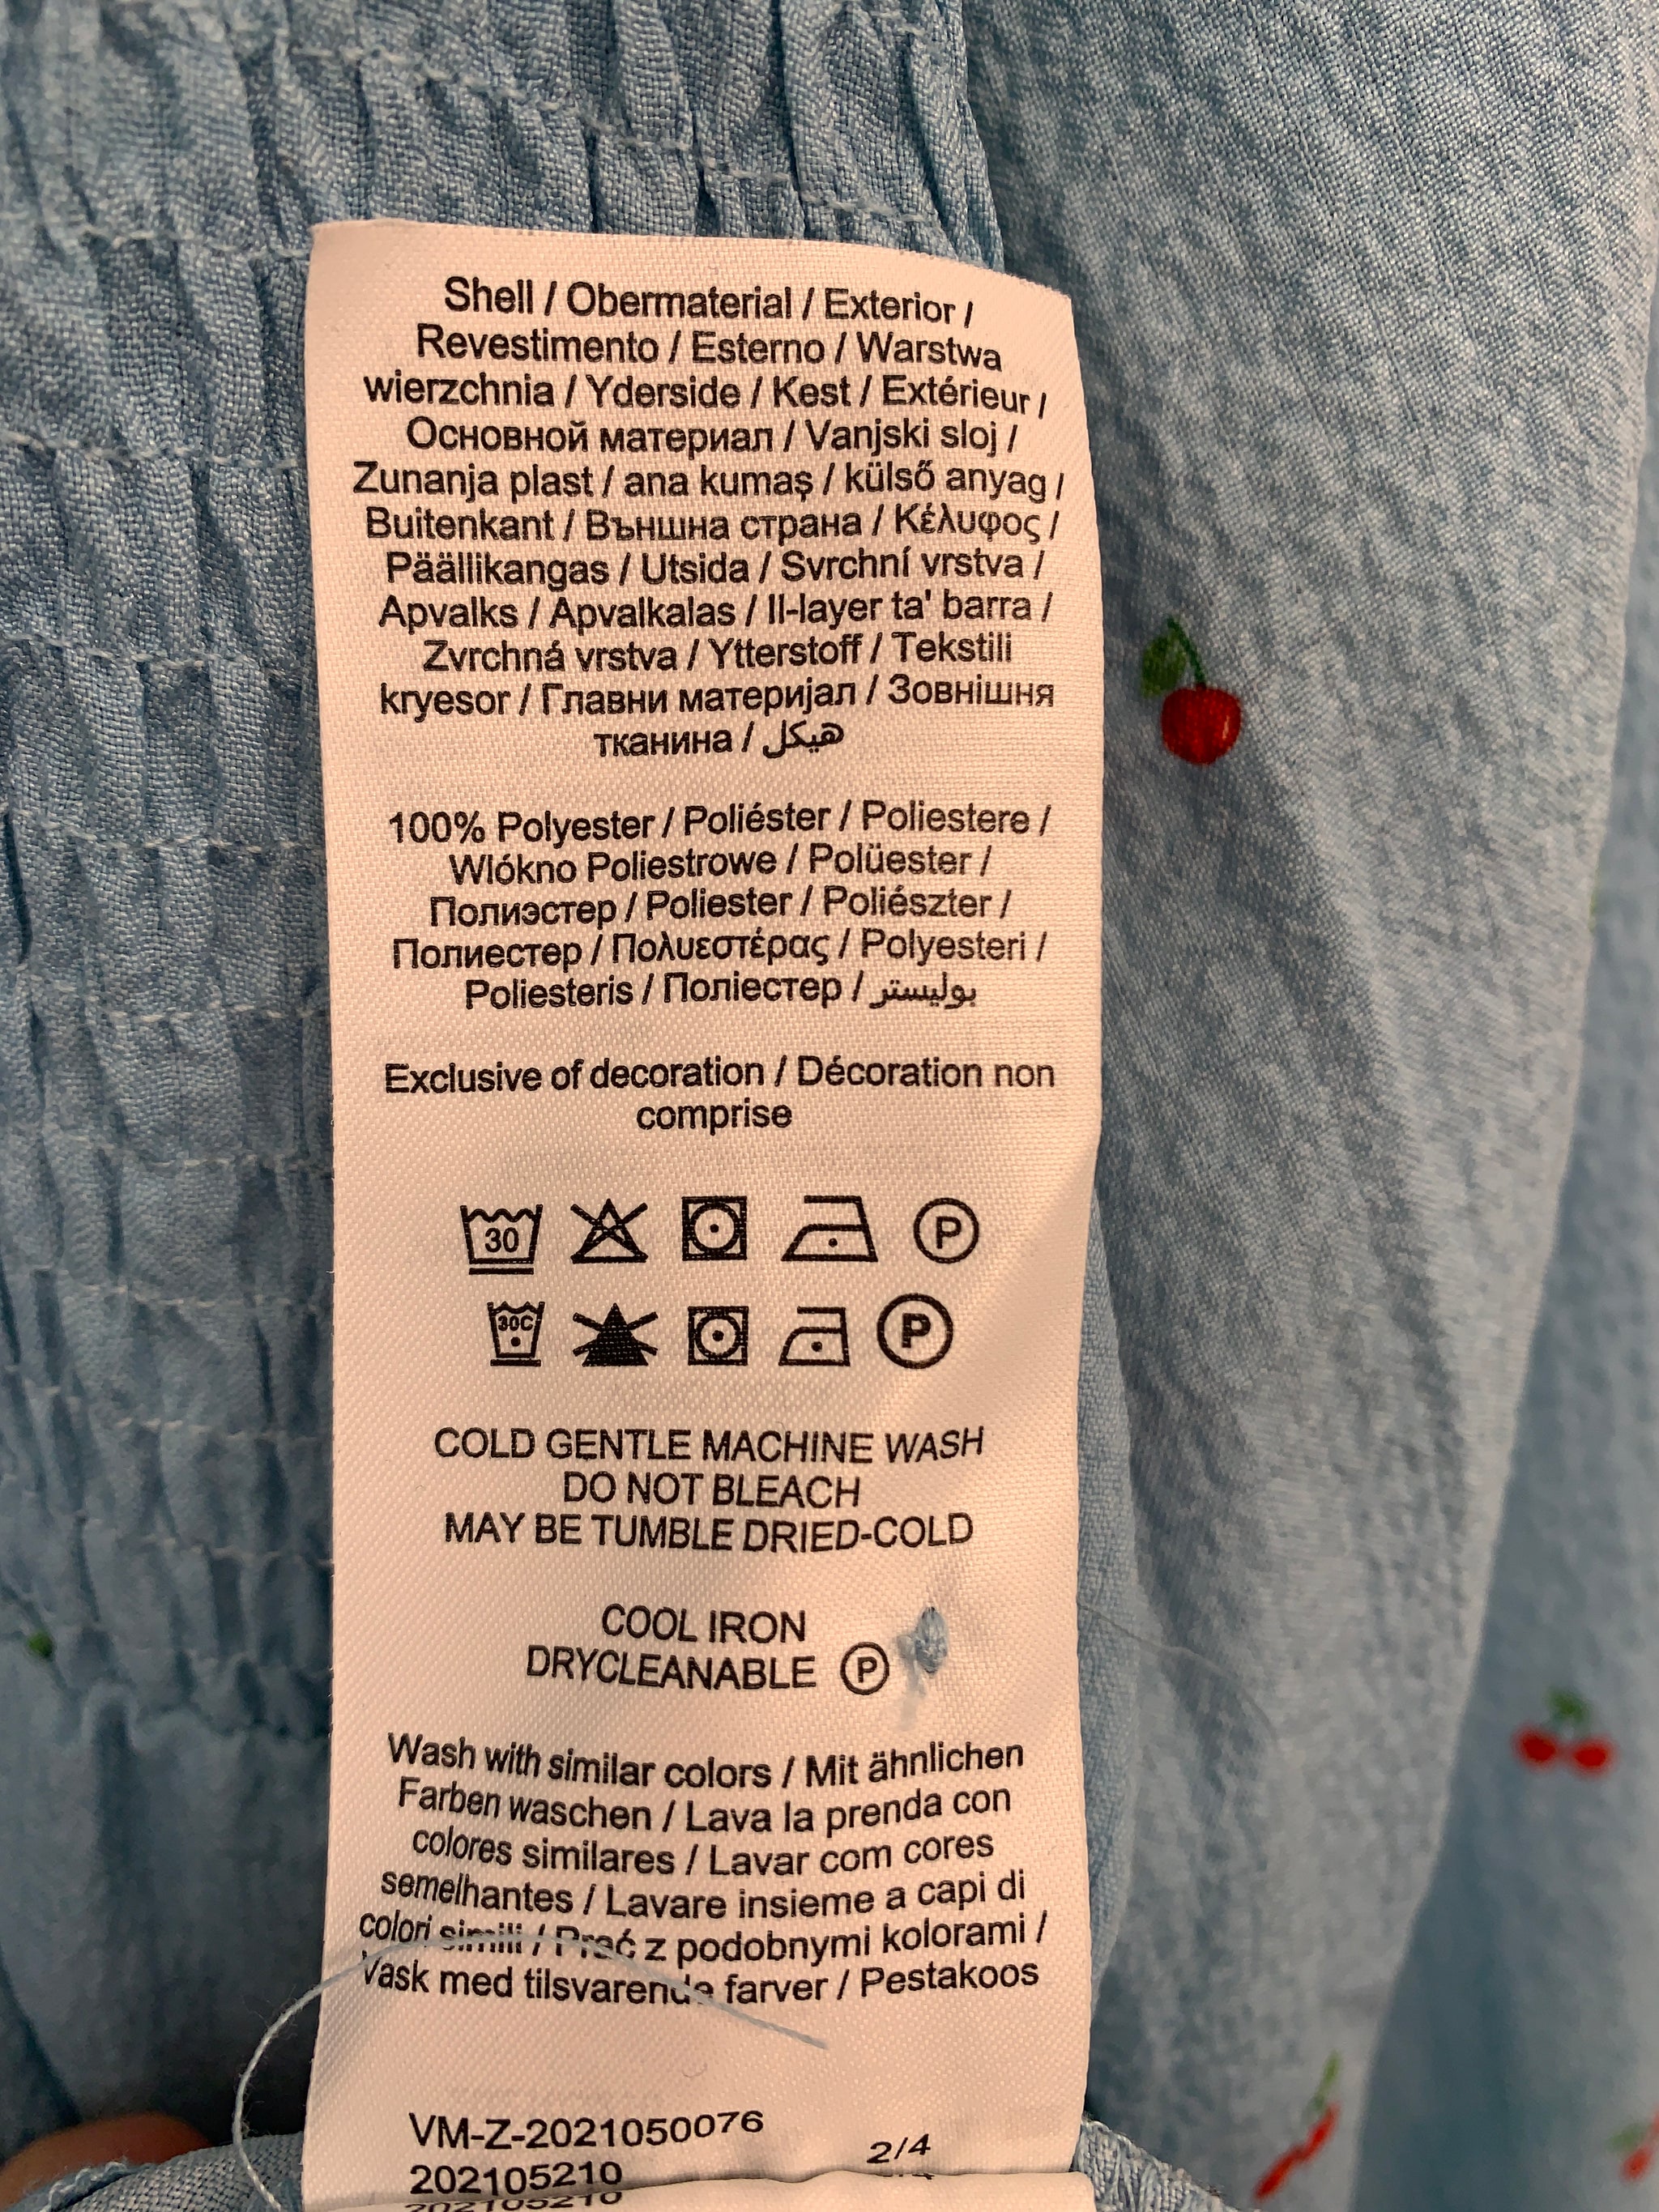 Shell / Obermaterial / Exterior /
Revestimento / Esterno / Warstwa
wierzchnia / Yderside / Kest / Extérieur /
Основной материал / Vanjski sloj /
Zunanja plast / ana kumaş / külső anyag /
Buitenkant / Външна страна / Κέλυφος /
Päällikangas / Utsida / Svrchní vrstva /
Apvalks / Apvalkalas / Il-layer ta' barra /
Zvrchná vrstva / Ytterstoff / Tekstili
kryesor / Главни материјал / Зовнішня
тканина / هيكل
100% Polyester / Poliéster / Poliestere /
Wlókno Poliestrowe / Polüester /
Полиэстер / Poliester / Poliészter /
Полиестер / Πολυεστέρας / Polyesteri /
Poliesteris / Поліестер / بوليستر
Exclusive of decoration / Décoration non
comprise
30 P
30C P
COLD GENTLE MACHINE WASH
DO NOT BLEACH
MAY BE TUMBLE DRIED-COLD
COOL IRON
DRYCLEANABLE P
Wash with similar colors / Mit ähnlichen
Farben waschen / Lava la prenda con
colores similares / Lavar com cores
semelhantes / Lavare insieme a capi di
colori simili / Prać z podobnymi kolorami /
Vask med tilsvarende farver / Pestakoos
VM-Z-2021050076
202105210 2/4
202105210